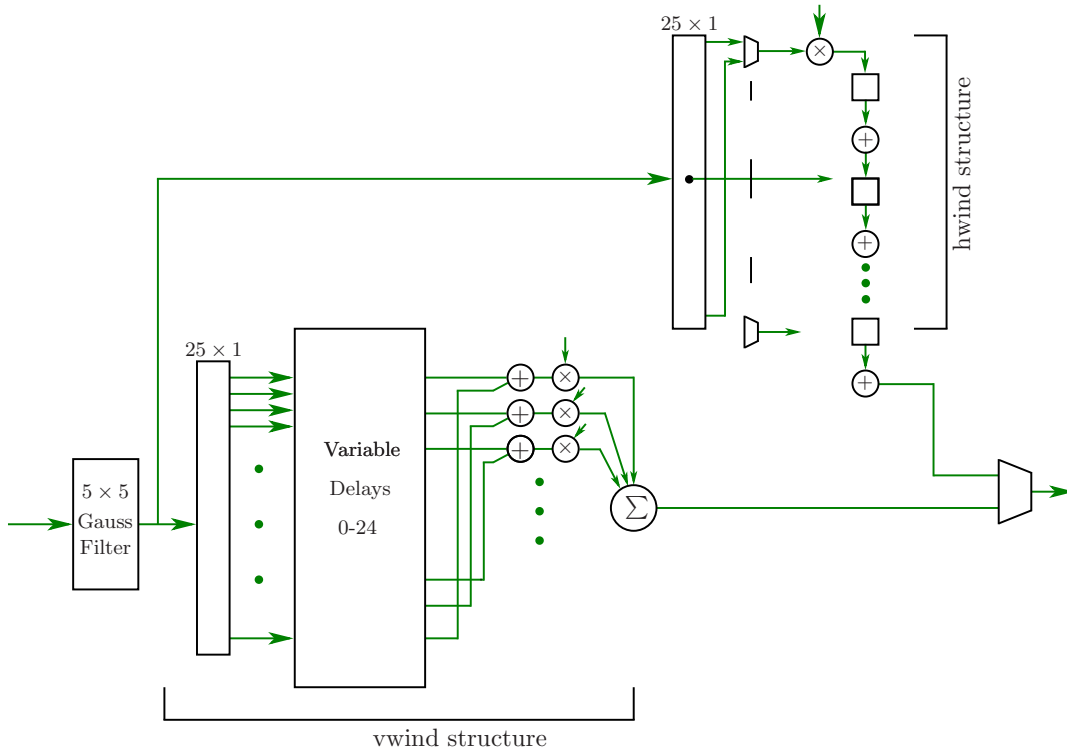 25 × 1
×
+
hwind structure
+
+
25 × 1
5 × 5
Gauss
Filter
Variable
Delays
0-24
+ ×
+ ×
+ ×
∑
vwind structure